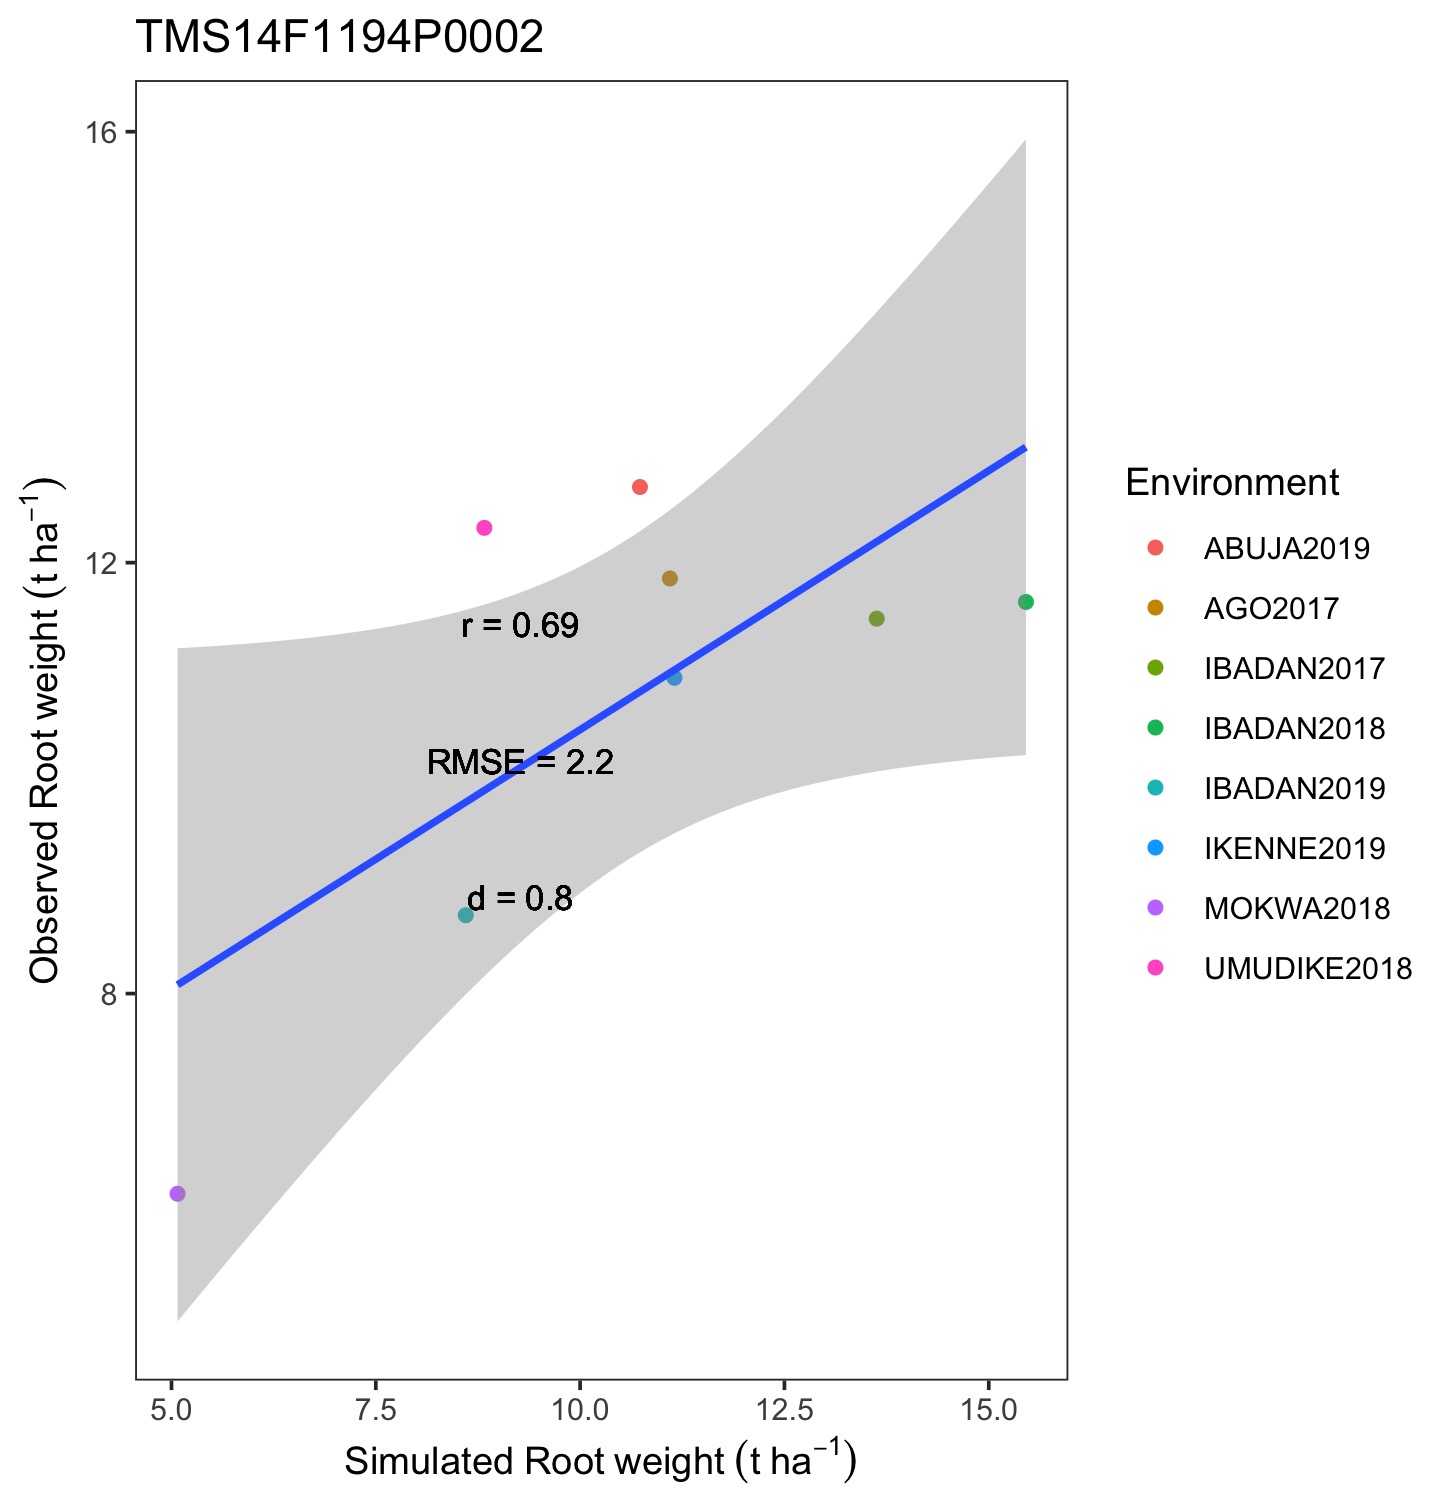 TMS14F1194P0002
16
12
8
Observed Root weight (t ha⁻¹)
r = 0.69
RMSE = 2.2
d = 0.8
5.0 7.5 10.0 12.5 15.0
Simulated Root weight (t ha⁻¹)
Environment
ABUJA2019
AGO2017
IBADAN2017
IBADAN2018
IBADAN2019
IKENNE2019
MOKWA2018
UMUDIKE2018